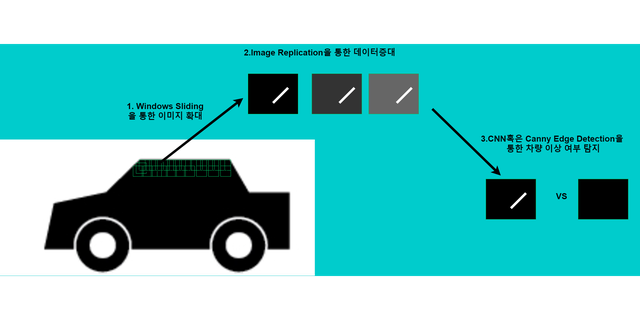 2.Image Replication을 통한 데이터증대
1. Windows Sliding
을 통한 이미지 확대
3.CNN혹은 Canny Edge Detection을
통한 차량 이상 여부 탐지
VS